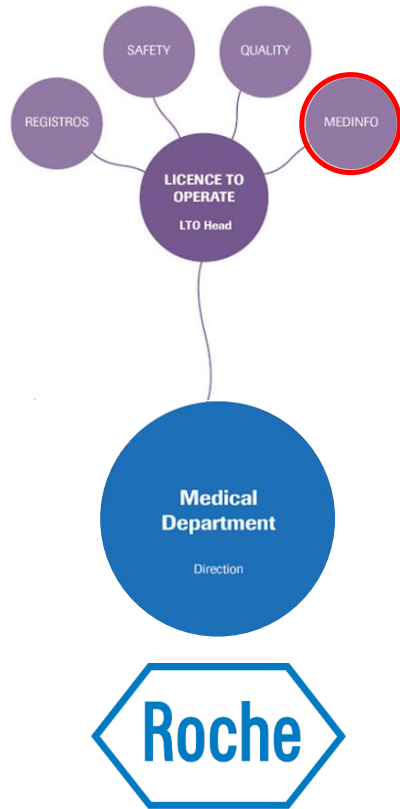 SAFETY
QUALITY
REGISTROS
MEDINFO
LICENCE TO
OPERATE
LTO Head
Medical
Department
Direction
Roche